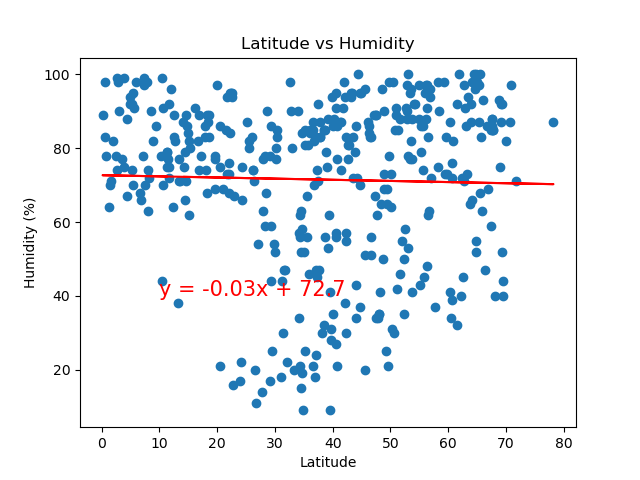 Latitude vs Humidity
100
80
60
40
20
Humidity (%)
y = -0.03x + 72.7
0 10 20 30 40 50 60 70 80
Latitude